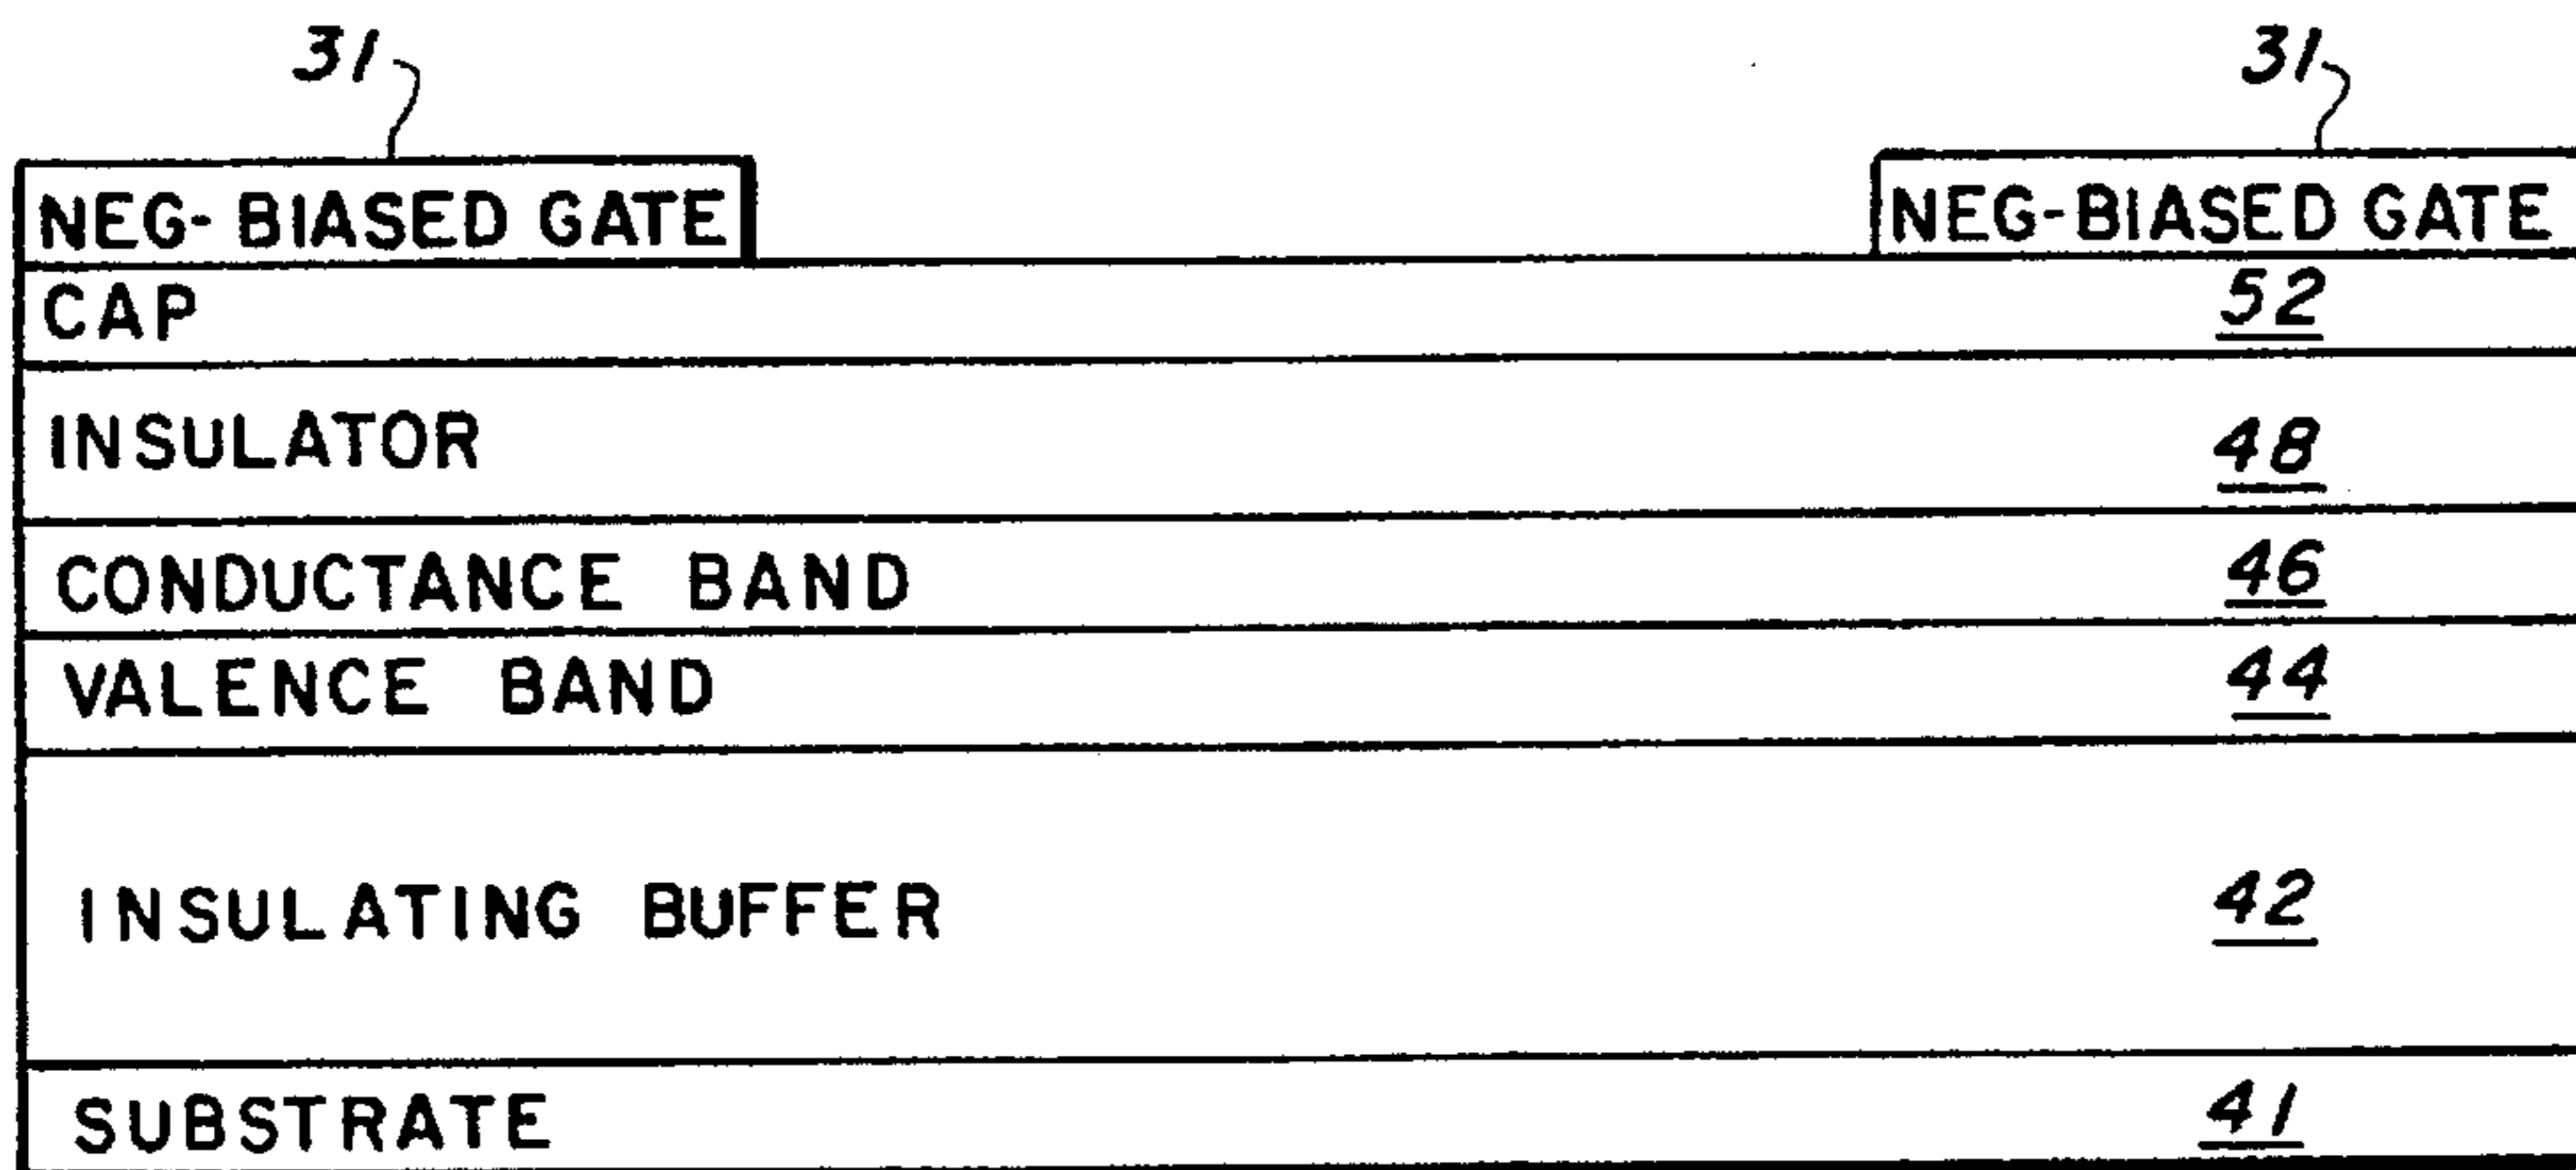 31 31
NEG-BIASED GATE NEG-BIASED GATE
CAP 52
INSULATOR 48
CONDUCTANCE BAND 46
VALENCE BAND 44
INSULATING BUFFER 42
SUBSTRATE 41